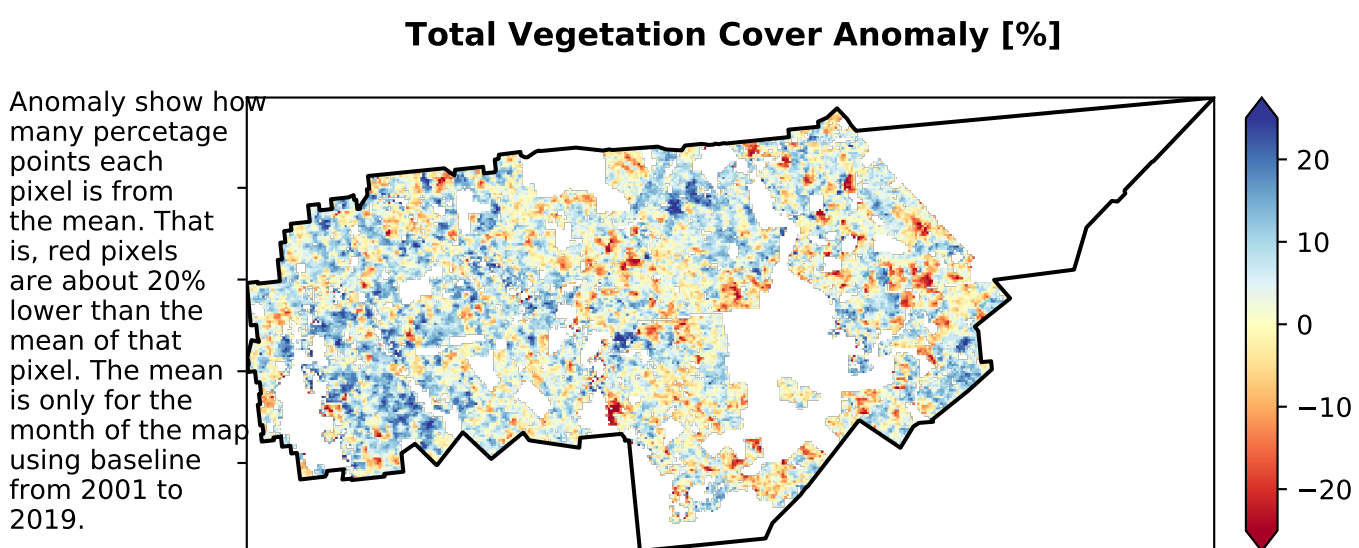 Total Vegetation Cover Anomaly [%]
Anomaly show how
many percetage
points each
pixel is from
the mean. That
is, red pixels
are about 20%
lower than the
mean of that
pixel. The mean
is only for the
month of the map
using baseline
from 2001 to
2019.
20
10
0
−10
−20